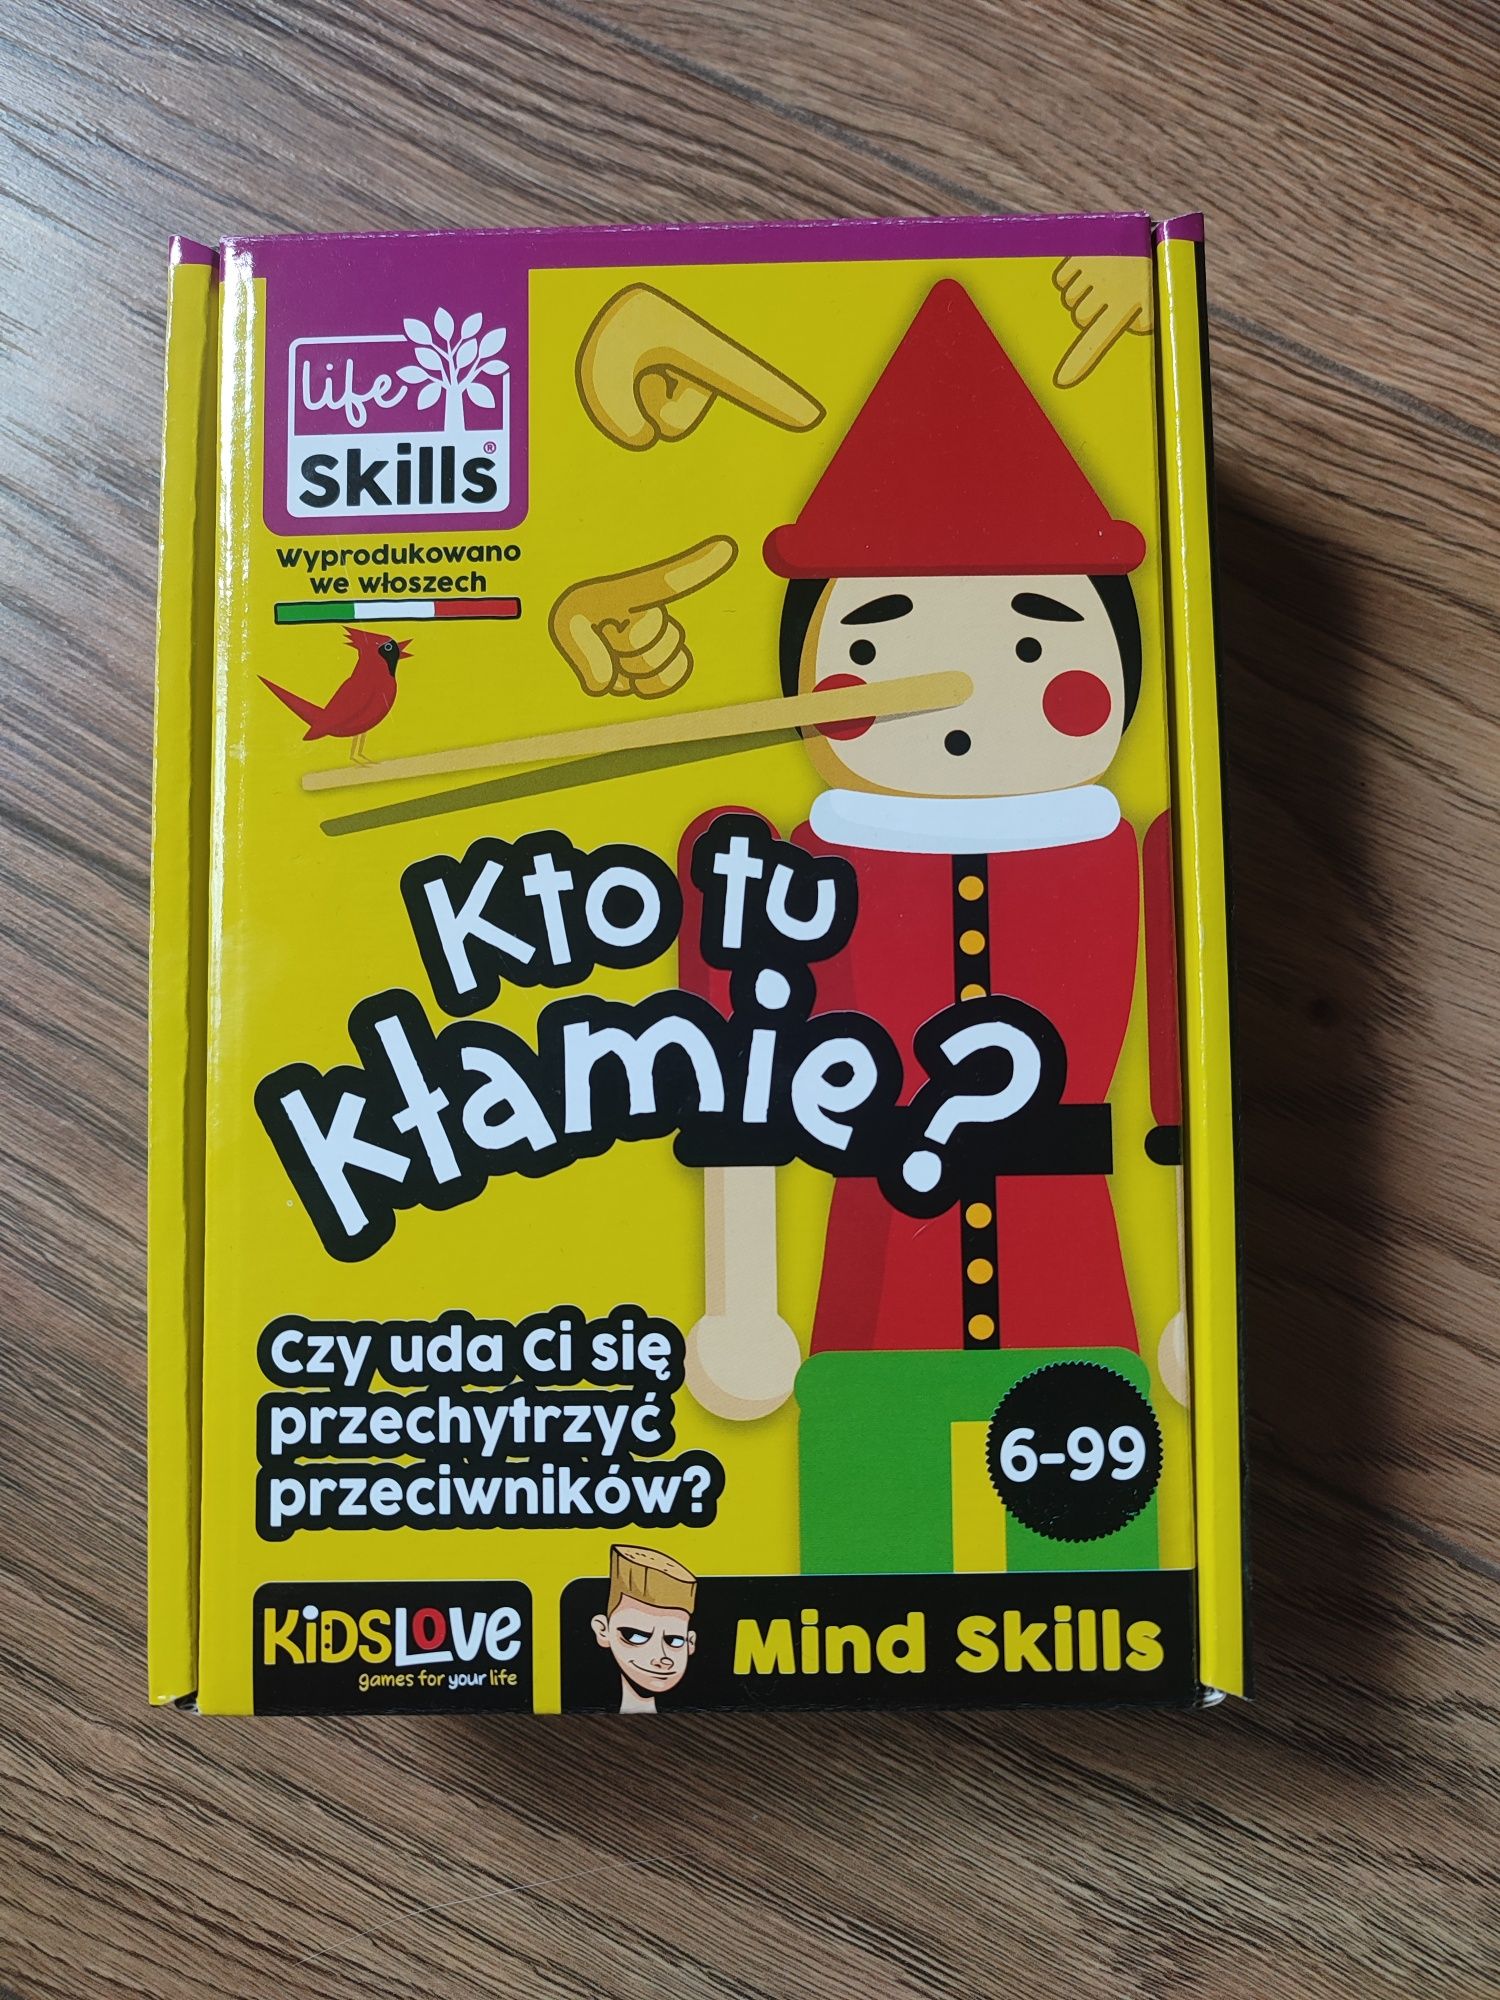 life
Skills®
Wyprodukowano
we włoszech
Kto tu
kłamie?
Czy uda Ci się
przechytrzyć
przeciwników?
6-99
KiDSLOVe
games for your life
Mind Skills